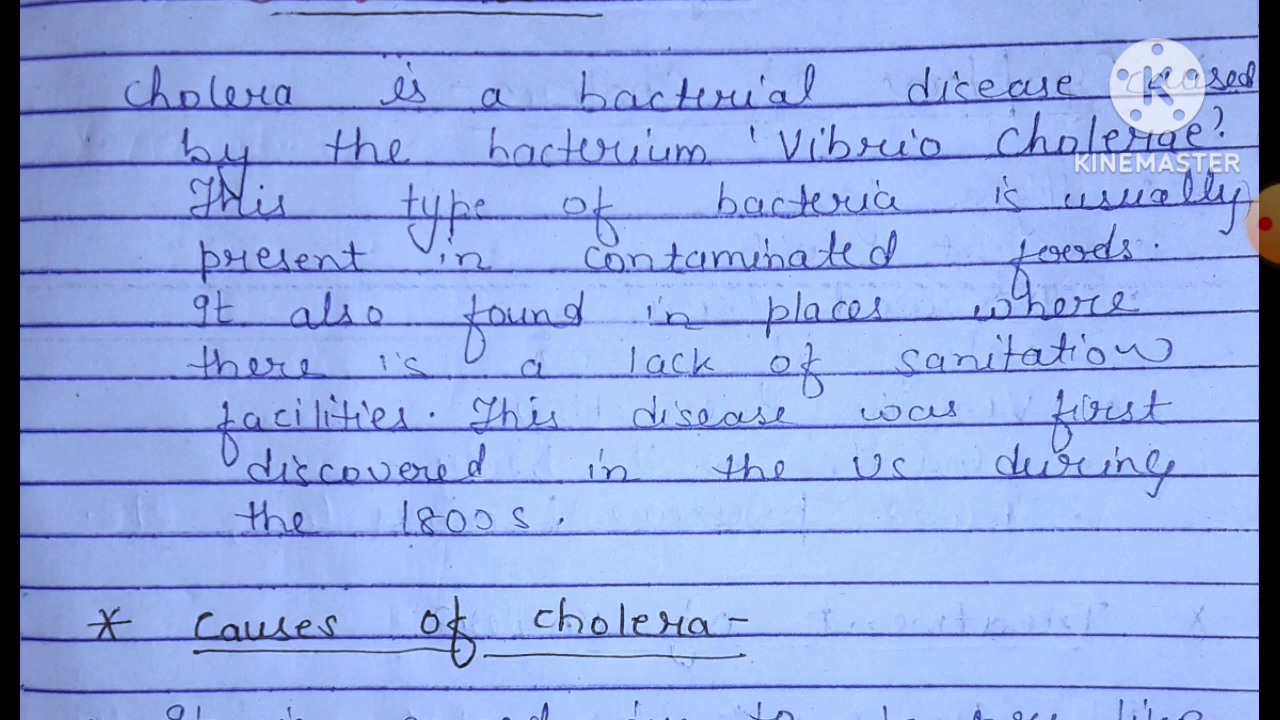 cholera is a bacterial disease caused
by the bacterium 'Vibrio Cholerae'.
This type of bacteria is usually
present in contaminated foods.
It also found in places where
there is a lack of sanitation
facilities. This disease was first
discovered in the US during
the 1800s.
* Causes of cholera-
K
KINEMASTER